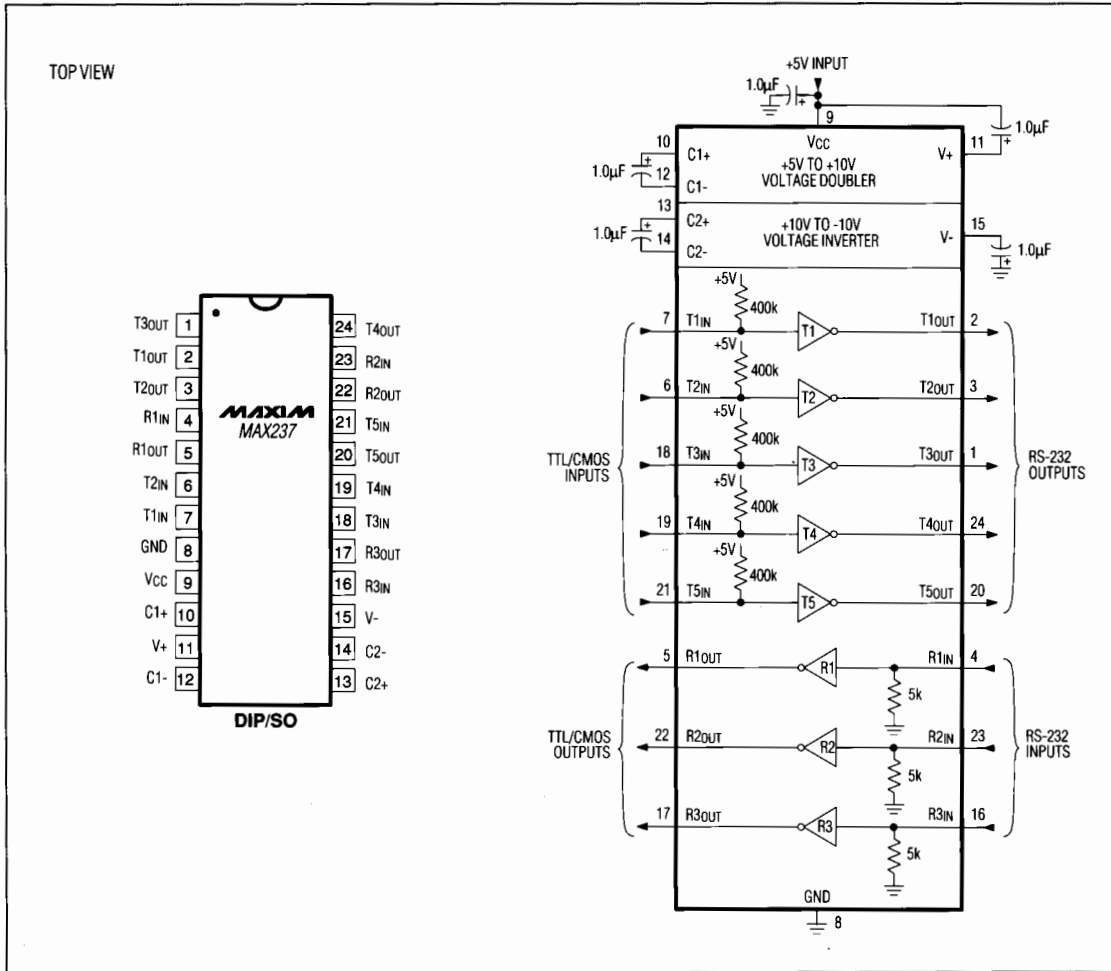 TOP VIEW
T3OUT 1
T1OUT 2
T2OUT 3
R1IN 4
R1OUT 5
T2IN 6
T1IN 7
GND 8
VCC 9
C1+ 10
V+ 11
C1- 12
MAXIM
MAX237
24 T4OUT
23 R2IN
22 R2OUT
21 T5IN
20 T5OUT
19 T4IN
18 T3IN
17 R3OUT
16 R3IN
15 V-
14 C2-
13 C2+
DIP/SO
+5V INPUT
1.0µF +
9
1.0µF +
VCC
+5V TO +10V
VOLTAGE DOUBLER
10 C1+
1.0µF +
12 C1-
V+ 11
+10V TO -10V
VOLTAGE INVERTER
13 C2+
1.0µF +
14 C2-
V- 15
1.0µF +
TTL/CMOS
INPUTS
+5V
400k
7 T1IN T1 T1OUT 2
+5V
400k
6 T2IN T2 T2OUT 3
+5V
400k
18 T3IN T3 T3OUT 1
+5V
400k
19 T4IN T4 T4OUT 24
+5V
400k
21 T5IN T5 T5OUT 20
RS-232
OUTPUTS
TTL/CMOS
OUTPUTS
5 R1OUT R1 R1IN 4
5k
22 R2OUT R2 R2IN 23
5k
17 R3OUT R3 R3IN 16
5k
RS-232
INPUTS
GND
8